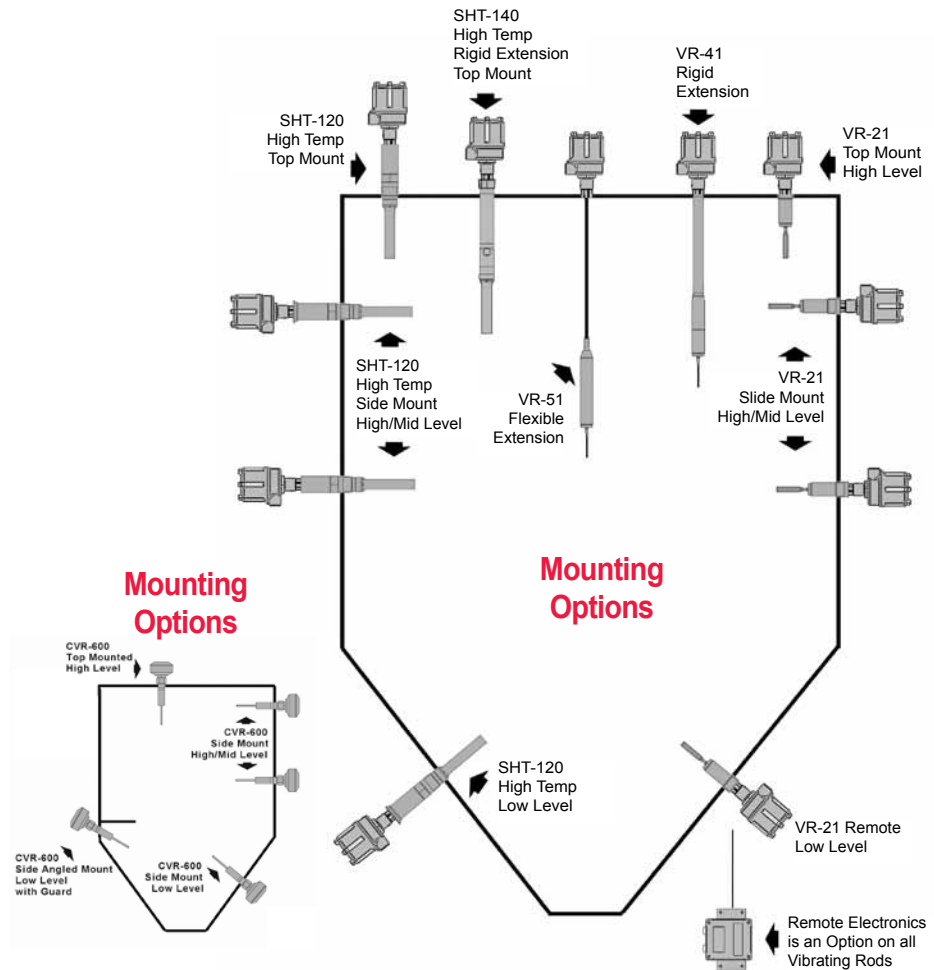 SHT-140
High Temp
Rigid Extension
Top Mount
VR-41
Rigid
Extension
SHT-120
High Temp
Top Mount
VR-21
Top Mount
High Level
SHT-120
High Temp
Side Mount
High/Mid Level
VR-51
Flexible
Extension
VR-21
Slide Mount
High/Mid Level
Mounting
Options
Mounting
Options
CVR-600
Top Mounted
High Level
CVR-600
Side Mount
High/Mid Level
CVR-600
Side Angled Mount
Low Level
with Guard
CVR-600
Side Mount
Low Level
SHT-120
High Temp
Low Level
VR-21 Remote
Low Level
Remote Electronics
is an Option on all
Vibrating Rods